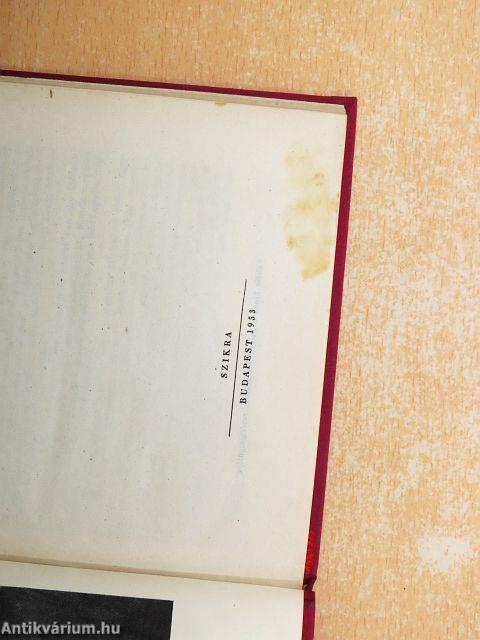 SZIKRA
BUDAPEST 1953
Antikvárium.hu